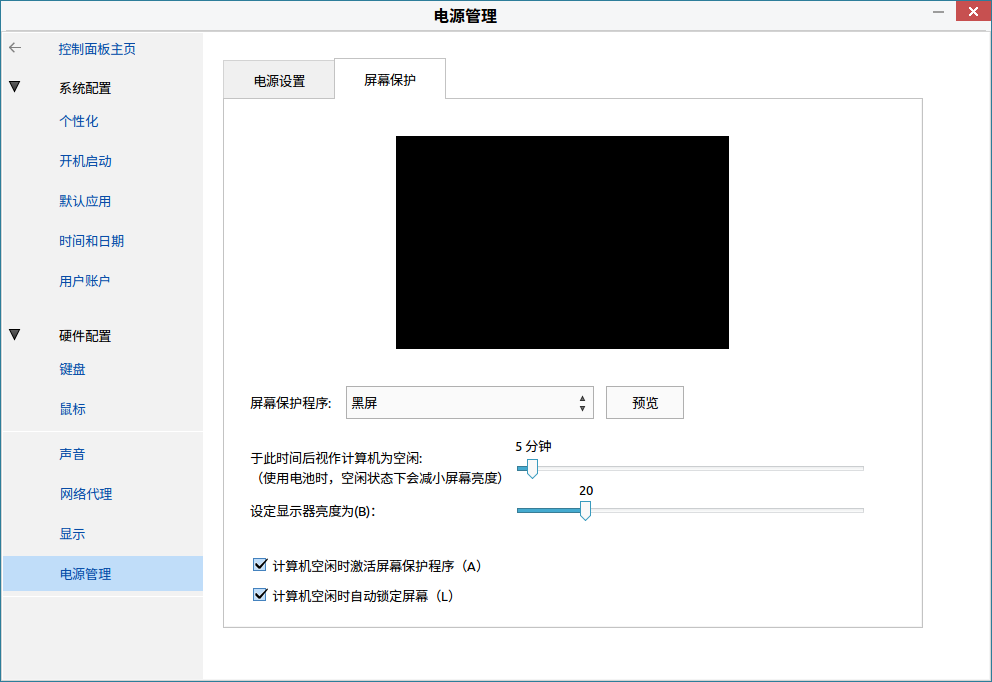 电源管理
控制面板主页
系统配置
个性化
开机启动
默认应用
时间和日期
用户账户
硬件配置
键盘
鼠标
声音
网络代理
显示
电源管理
电源设置
屏幕保护
屏幕保护程序:
黑屏
预览
于此时间后视作计算机为空闲:
（使用电池时，空闲状态下会减小屏幕亮度）
5 分钟
设定显示器亮度为(B)：
20
计算机空闲时激活屏幕保护程序（A）
计算机空闲时自动锁定屏幕（L）